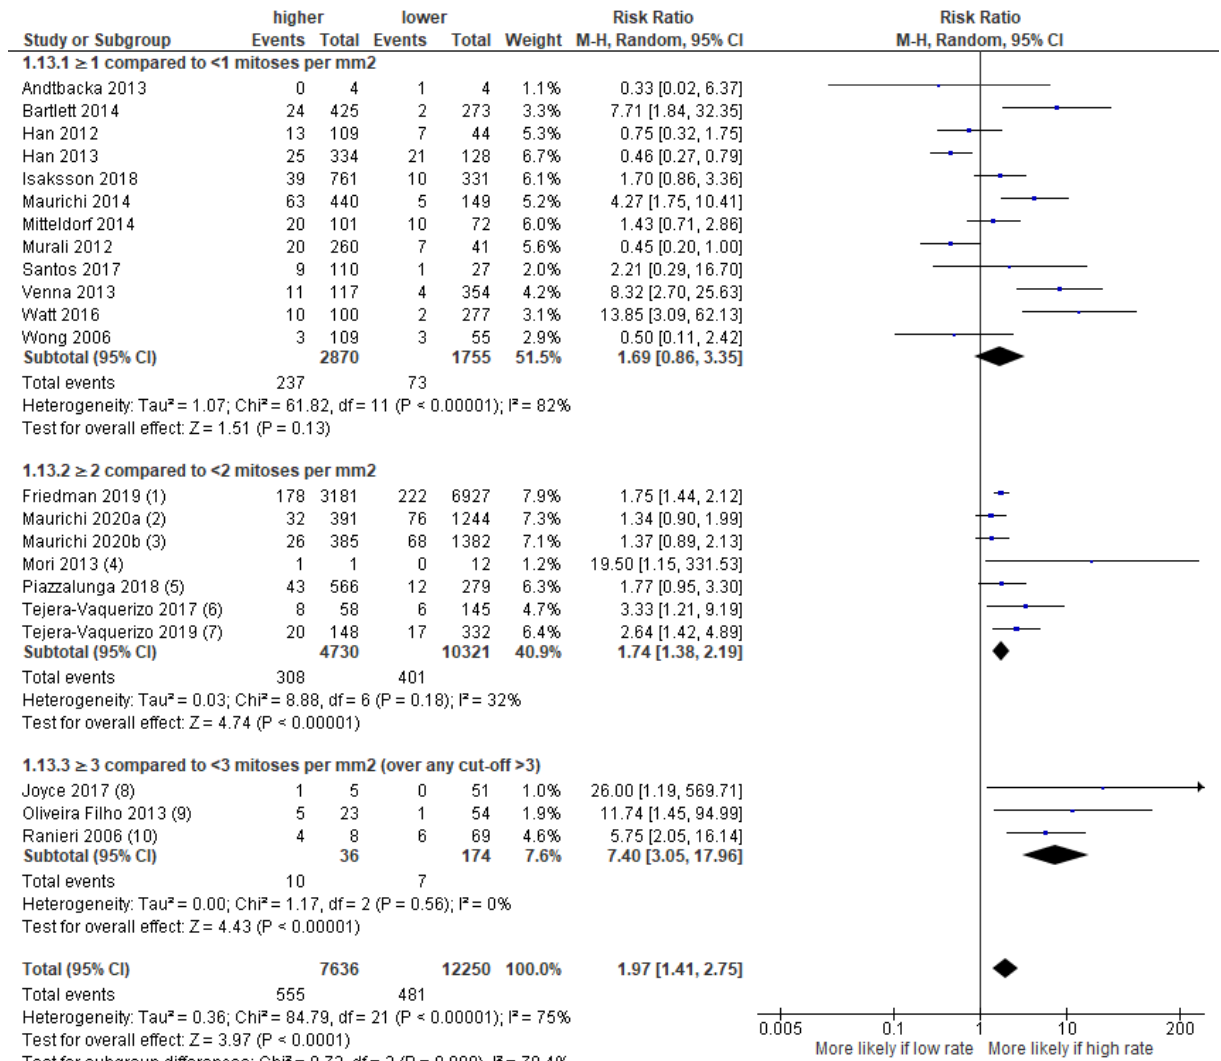 higher lower Risk Ratio Risk Ratio
Study or Subgroup Events Total Events Total Weight M-H, Random, 95% CI M-H, Random, 95% CI
1.13.1 ≥ 1 compared to <1 mitoses per mm2
Andtbacka 2013 0 4 1 4 1.1% 0.33 [0.02, 6.37]
Bartlett 2014 24 425 2 273 3.3% 7.71 [1.84, 32.35]
Han 2012 13 109 7 44 5.3% 0.75 [0.32, 1.75]
Han 2013 25 334 21 128 6.7% 0.46 [0.27, 0.79]
Isaksson 2018 39 761 10 331 6.1% 1.70 [0.86, 3.36]
Maurichi 2014 63 440 5 149 5.2% 4.27 [1.75, 10.41]
Mitteldorf 2014 20 101 10 72 6.0% 1.43 [0.71, 2.86]
Murali 2012 20 260 7 41 5.6% 0.45 [0.20, 1.00]
Santos 2017 9 110 1 27 2.0% 2.21 [0.29, 16.70]
Venna 2013 11 117 4 354 4.2% 8.32 [2.70, 25.63]
Watt 2016 10 100 2 277 3.1% 13.85 [3.09, 62.13]
Wong 2006 3 109 3 55 2.9% 0.50 [0.11, 2.42]
Subtotal (95% CI) 2870 1755 51.5% 1.69 [0.86, 3.35]
Total events 237 73
Heterogeneity: Tau² = 1.07; Chi² = 61.82, df = 11 (P < 0.00001); I² = 82%
Test for overall effect: Z = 1.51 (P = 0.13)
1.13.2 ≥ 2 compared to <2 mitoses per mm2
Friedman 2019 (1) 178 3181 222 6927 7.9% 1.75 [1.44, 2.12]
Maurichi 2020a (2) 32 391 76 1244 7.3% 1.34 [0.90, 1.99]
Maurichi 2020b (3) 26 385 68 1382 7.1% 1.37 [0.89, 2.13]
Mori 2013 (4) 1 1 0 12 1.2% 19.50 [1.15, 331.53]
Piazzalunga 2018 (5) 43 566 12 279 6.4% 1.77 [0.95, 3.30]
Tejera-Vaquerizo 2017 (6) 8 58 6 145 4.7% 3.33 [1.21, 9.19]
Tejera-Vaquerizo 2019 (7) 20 148 17 332 6.4% 2.64 [1.42, 4.89]
Subtotal (95% CI) 4730 10321 40.9% 1.74 [1.38, 2.19]
Total events 308 401
Heterogeneity: Tau² = 0.03; Chi² = 8.88, df = 6 (P = 0.18); I² = 32%
Test for overall effect: Z = 4.74 (P < 0.00001)
1.13.3 ≥ 3 compared to <3 mitoses per mm2 (over any cut-off >3)
Joyce 2017 (8) 1 5 0 51 1.0% 26.00 [1.19, 569.71]
Oliveira Filho 2013 (9) 5 23 1 54 1.9% 11.74 [1.45, 94.99]
Ranieri 2006 (10) 4 8 6 69 4.6% 5.75 [2.05, 16.14]
Subtotal (95% CI) 36 174 7.6% 7.40 [3.05, 17.96]
Total events 10 7
Heterogeneity: Tau² = 0.00; Chi² = 1.17, df = 2 (P = 0.56); I² = 0%
Test for overall effect: Z = 4.43 (P < 0.00001)
Total (95% CI) 7636 12250 100.0% 1.97 [1.41, 2.75]
Total events 555 481
Heterogeneity: Tau² = 0.36; Chi² = 84.79, df = 21 (P < 0.00001); I² = 75%
Test for overall effect: Z = 3.97 (P < 0.0001)
0.005 0.1 1 10 200
More likely if low rate More likely if high rate